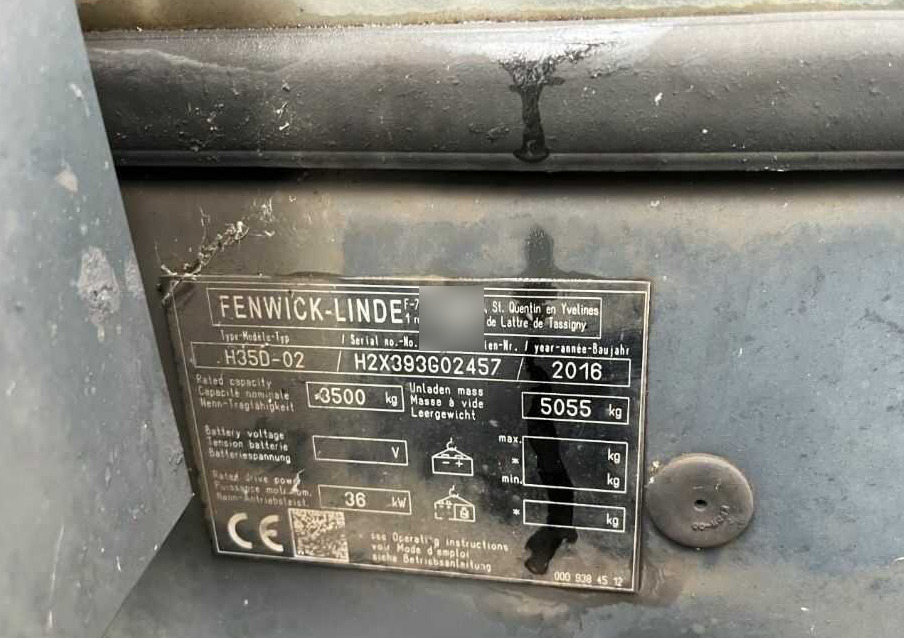 FENWICK-LINDE
St. Quentin en Yvelines
de Lattre de Tassigny
Type-Modèle-Typ / Serial no.-No. / year-année-Baujahr
H35D-02 / H2X393G02457 / 2016
Rated capacity
Capacité nominale
Nenn-Tragfähigkeit
3500 kg
Unladen mass
Masse à vide
Leergewicht
5055 kg
Battery voltage
Tension batterie
Batteriespannung
V
max.
* kg
min. kg
Rated drive power
Puissance motr.nom.
Nenn-Antriebsleist.
36 kW
* kg
CE
see Operating instructions
voir Mode d'emploi
siehe Betriebsanleitung
000 938 45 12